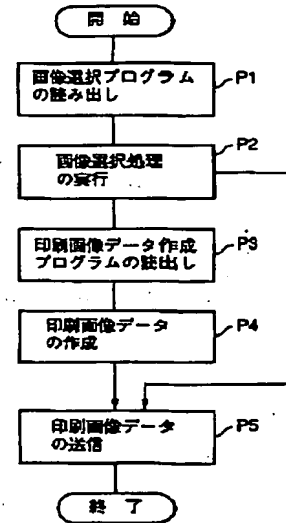 開 始
画像選択プログラム
の読み出し
P1
画像選択処理
の実行
P2
印刷画像データ作成
プログラムの読出し
P3
印刷画像データ
の作成
P4
印刷画像データ
の送信
P5
終 了